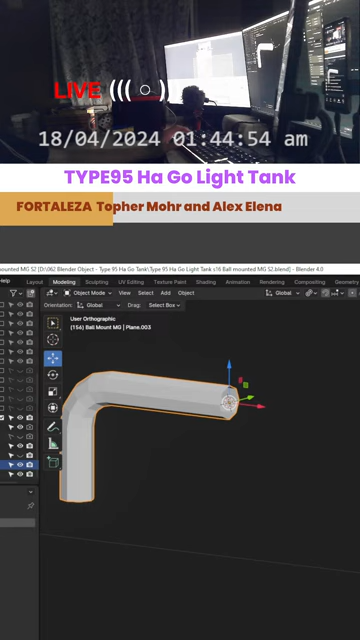 LIVE ((( ○ ))
18/04/2024 01:44:54 am
TYPE95 Ha Go Light Tank
FORTALEZA Topher Mohr and Alex Elena
mounted MG S2 [D:\062 Blender Object - Type 95 Ha Go Tank\Type 95 Ha Go Light Tank s16 Ball mounted MG S2.blend] - Blender 4.0
Help Layout Modeling Sculpting UV Editing Texture Paint Shading Animation Rendering Compositing Geometry
Object Mode View Select Add Object Global
Orientation: Global Drag: Select Box
User Orthographic
(154) Ball Mount MG | Plane.003